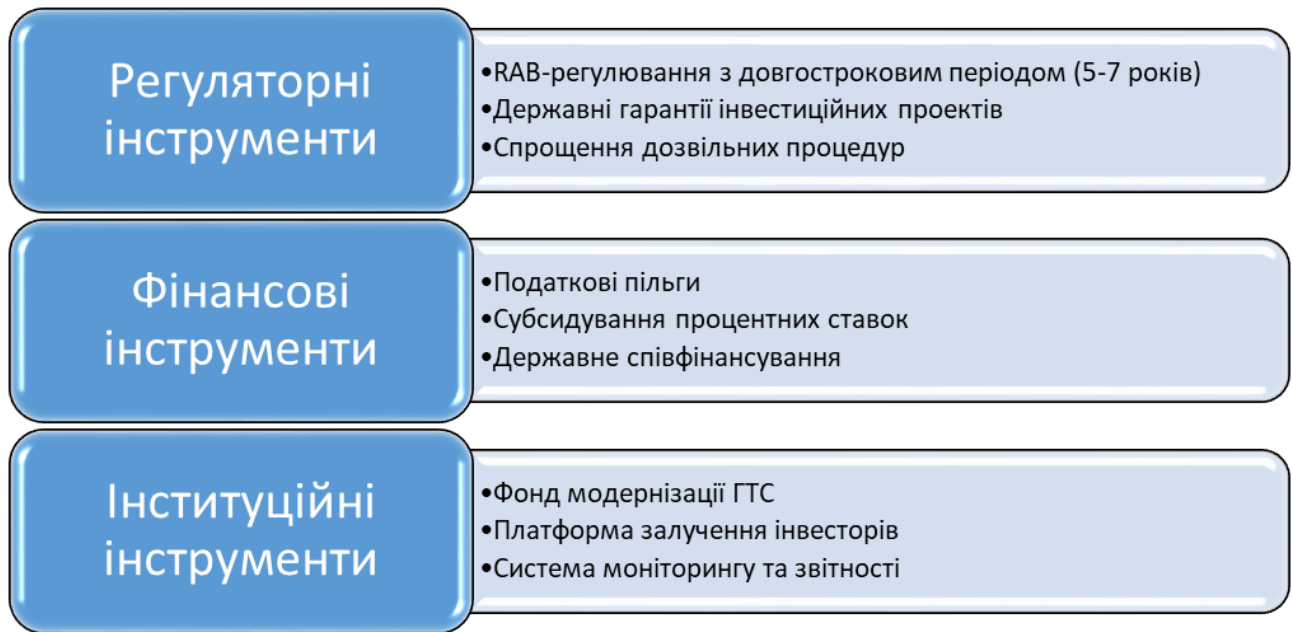 Регуляторні
інструменти
•RAB-регулювання з довгостроковим періодом (5-7 років)
•Державні гарантії інвестиційних проектів
•Спрощення дозвільних процедур
Фінансові
інструменти
•Податкові пільги
•Субсидування процентних ставок
•Державне співфінансування
Інституційні
інструменти
•Фонд модернізації ГТС
•Платформа залучення інвесторів
•Система моніторингу та звітності